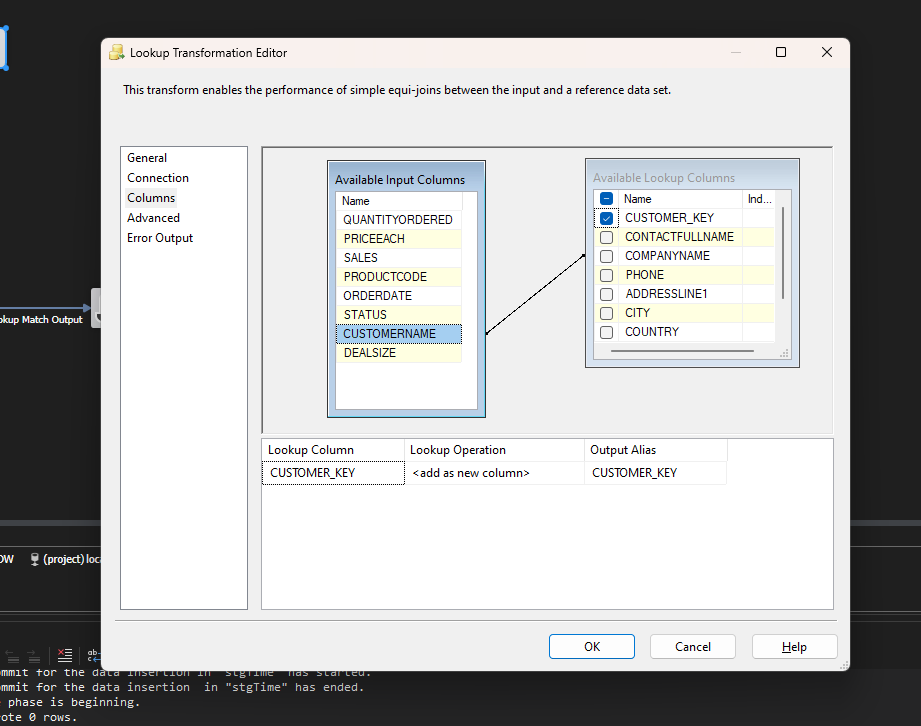 Lookup Transformation Editor
This transform enables the performance of simple equi-joins between the input and a reference data set.
General
Connection
Columns
Advanced
Error Output
Available Input Columns
Name
QUANTITYORDERED
PRICEEACH
SALES
PRODUCTCODE
ORDERDATE
STATUS
CUSTOMERNAME
DEALSIZE
Available Lookup Columns
Name Ind...
CUSTOMER_KEY
CONTACTFULLNAME
COMPANYNAME
PHONE
ADDRESSLINE1
CITY
COUNTRY
Lookup Column Lookup Operation Output Alias
CUSTOMER_KEY <add as new column> CUSTOMER_KEY
OK Cancel Help
okup Match Output
OW (project) loca
ab
mmit for the data insertion in "stgTime" has started.
mmit for the data insertion  in "stgTime" has ended.
phase is beginning.
ote 0 rows.